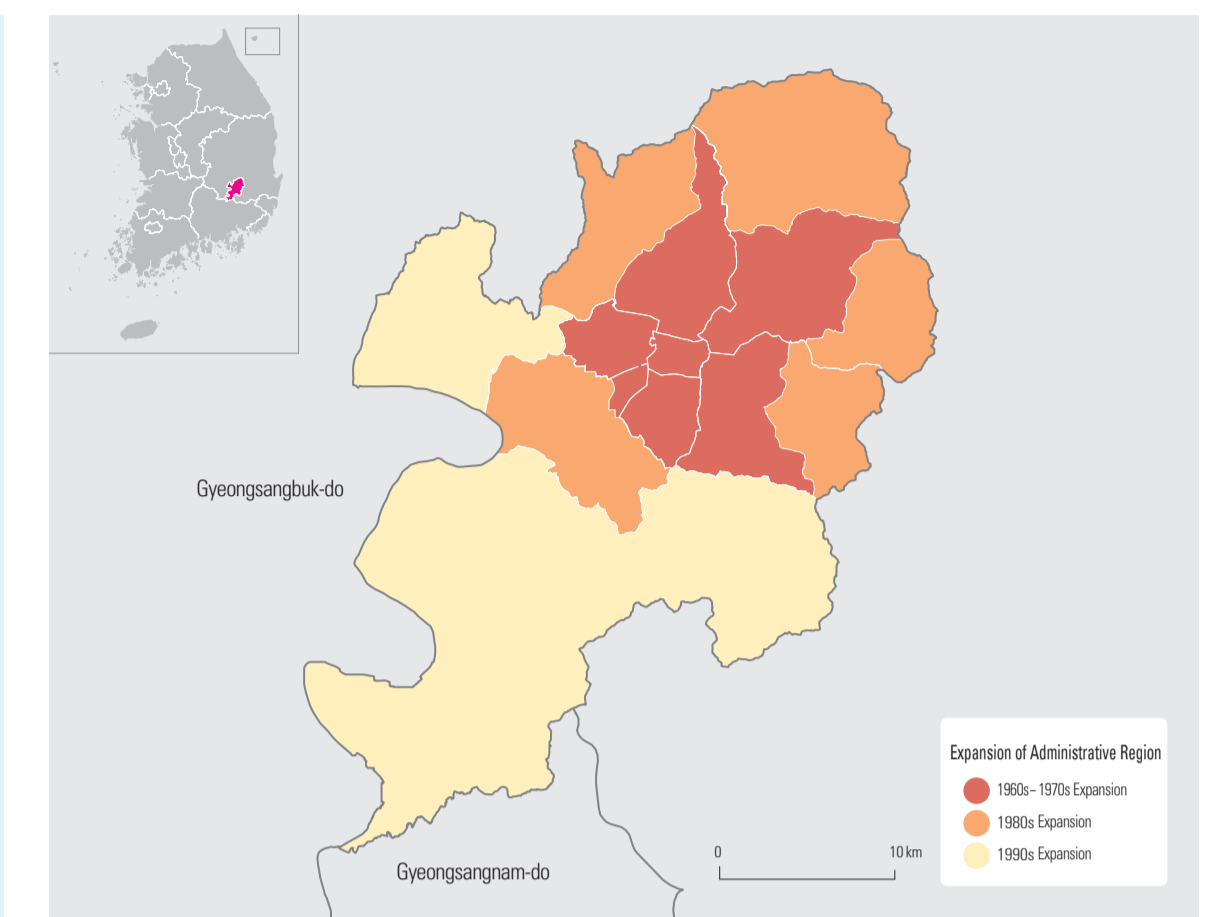 Gyeongsangbuk-do
Expansion of Administrative Region
1960s–1970s Expansion
1980s Expansion
1990s Expansion
0 10 km
Gyeongsangnam-do